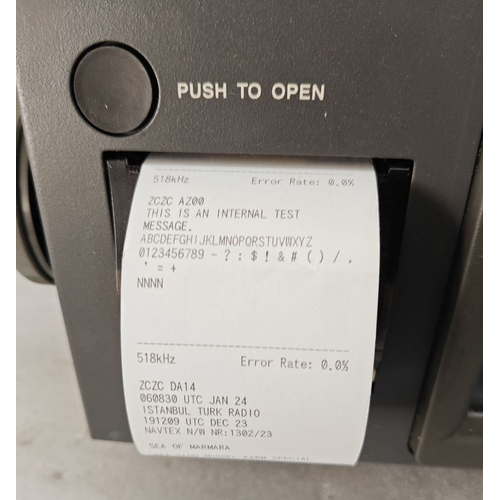 PUSH TO OPEN
518kHz Error Rate: 0.0%
ZCZC AZ00
THIS IS AN INTERNAL TEST
MESSAGE.
ABCDEFGHIJKLMNOPQRSTUVWXYZ
0123456789 - ? : $ ! & # ( ) / ,
' = +
NNNN
518kHz Error Rate: 0.0%
ZCZC DA14
060830 UTC JAN 24
ISTANBUL TURK RADIO
191209 UTC DEC 23
NAVTEX N/W NR:1302/23
SEA OF MARMARA